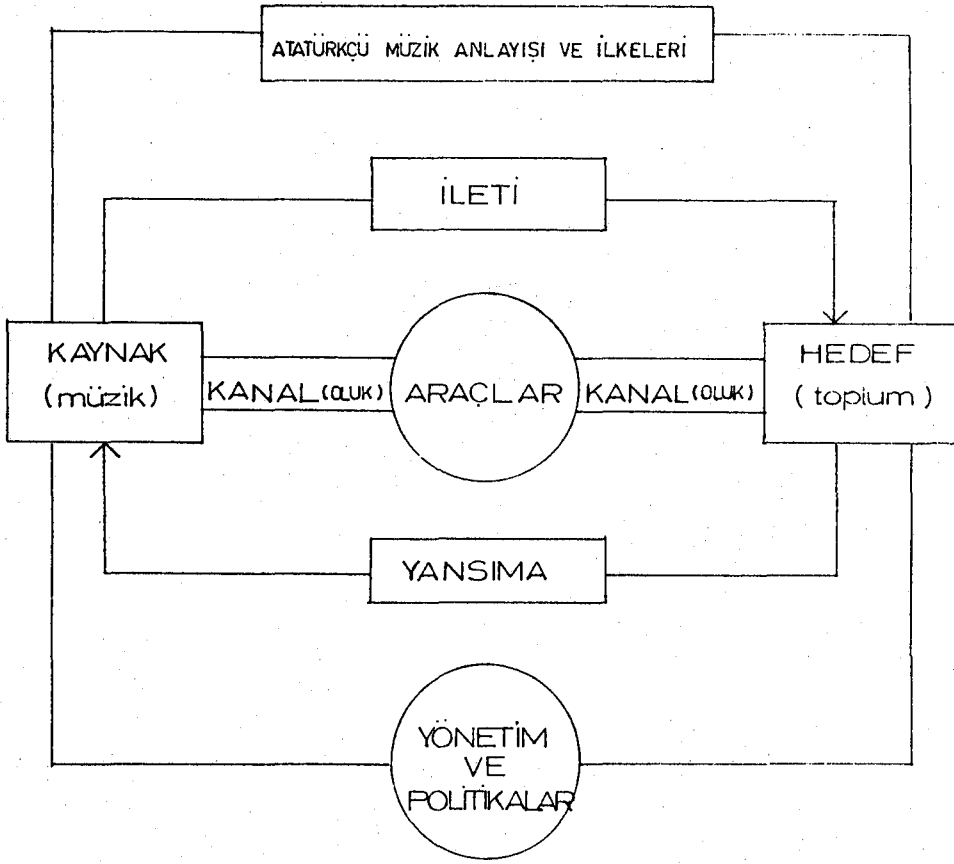 ATATÜRKÇÜ MÜZİK ANLAYIŞI VE İLKELERİ
İLETİ
KAYNAK
(müzik)
KANAL (OLUK)
ARAÇLAR
KANAL (OLUK)
HEDEF
(toplum)
YANSIMA
YÖNETİM
VE
POLİTİKALAR